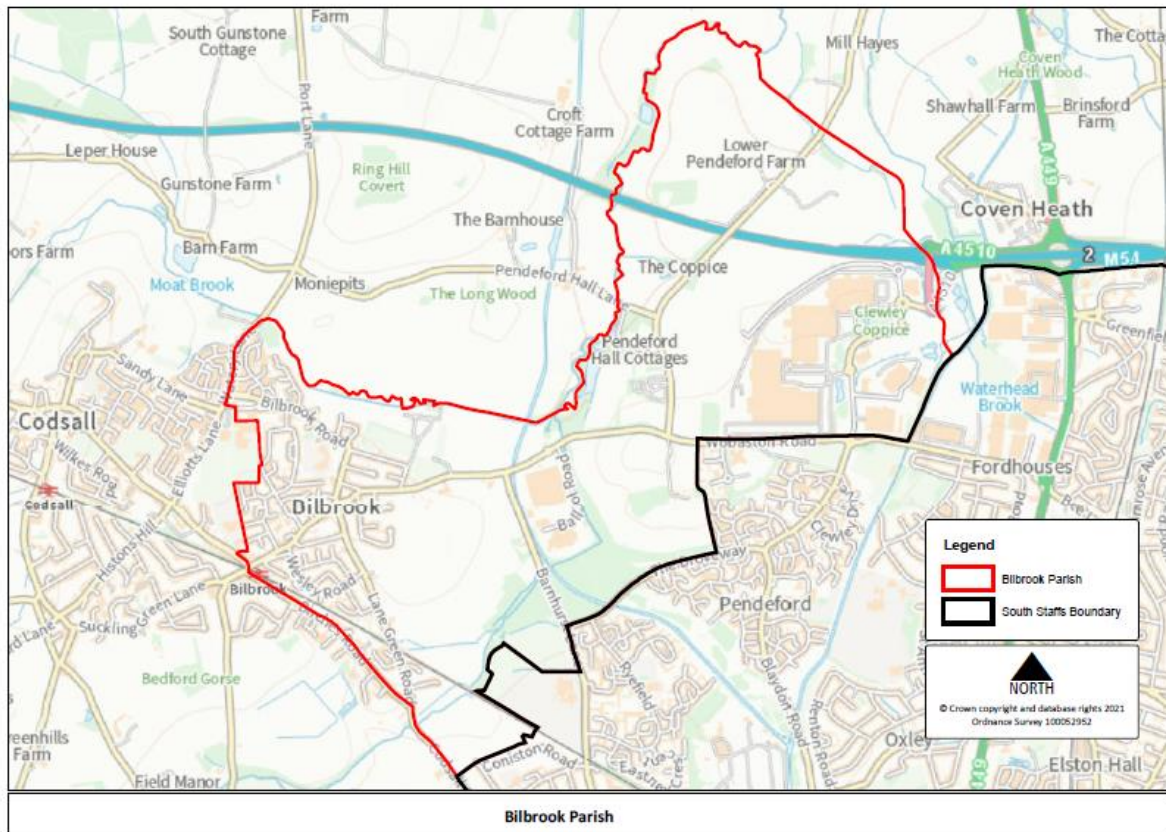 South Gunstone
Cottage
Farm
Port Lane
Mill Hayes
Coven
Heath Wood
The Cotta
Shawhall Farm
Brinsford
Farm
A449
Croft
Cottage Farm
Lower
Pendeford Farm
Leper House
Gunstone Farm
Ring Hill
Covert
Coven Heath
The Barnhouse
oors Farm
Barn Farm
A4510
2
M54
Moat Brook
Moniepits
Pendeford Hall La
The Coppice
The Long Wood
Clewley
Coppice
Greenfie
Pendeford
Hall Cottages
Sandy Lane
Bilbrook Road
Waterhead
Brook
Codsall
Elliotts Lane
Wilkes Roa
Wobaston Road
Fordhouses
Codsall
Histons Hill
Dilbrook
Barnhurst
Clewley Dr
Road
Legend
Bilbrook Parish
South Staffs Boundary
Bilbrook
Wesley Road
Lane Green Road
Suckling Green Lane
Pendeford
Bedford Gorse
Ryefield
Blaydon Road
Renton Road
NORTH
© Crown copyright and database rights 2021
Ordnance Survey 100052952
reenhills
Farm
Field Manor
Coniston Road
Oxley
Elston Hall
Bilbrook Parish